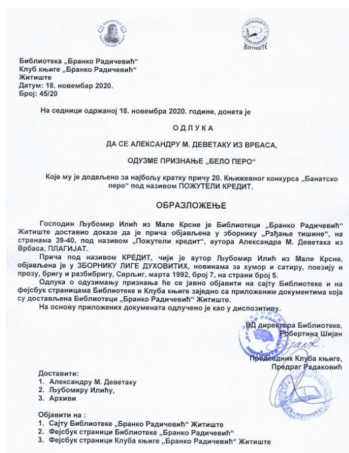 Библиотека „Бранко Радичевић“
Клуб књиге „Бранко Радичевић“
Житиште
Датум: 18. новембар 2020.
Број: 45/20
На седници одржаној 18. новембра 2020. године, донета је
О Д Л У К А
ДА СЕ АЛЕКСАНДРУ М. ДЕВЕТАКУ ИЗ ВРБАСА,
ОДУЗМЕ ПРИЗНАЊЕ „БЕЛО ПЕРО“
Које му је додељено за најбољу кратку причу 20. Књижевног конкурса „Банатско
перо“ под називом ПОЖУТЕЛИ КРЕДИТ.
ОБРАЗЛОЖЕЊЕ
Господин Љубомир Илић из Мале Крсне је Библиотеци „Бранко Радичевић“
Житиште доставио доказе да је прича објављена у зборнику „Рађање тишине“, на
странама 39-40, под називом „Пожутели кредит“, аутора Александра М. Деветака из
Врбаса, ПЛАГИЈАТ.
Прича под називом КРЕДИТ, чији је аутор Љубомир Илић из Мале Крсне,
објављена је у ЗБОРНИКУ ЛИГЕ ДУХОВИТИХ, новинама за хумор и сатиру, поезију и
прозу, бригу и разбибригу, Серљиг, марта 1992, број 7, на страни број 5.
Одлука о одузимању признања ће се јавно објавити на сајту Библиотеке и на
фејсбук страницама Библиотеке и Клуба књиге заједно са приложеним документима која
су достављена Библиотеци „Бранко Радичевић“ Житиште.
На основу приложених докумената одлучено је као у диспозитиву.
ВД директора Библиотеке,
Робертина Шијан
Председник Клуба књиге,
Предраг Радаковић
Доставити:
1. Александру М. Деветаку
2. Љубомиру Илићу,
3. Архиви
Објавити на :
1. Сајту Библиотеке „Бранко Радичевић“ Житиште
2. Фејсбук страници Библиотеке „Бранко Радичевић“
3. Фејсбук страници Клуба књиге „Бранко Радичевић“ Житиште